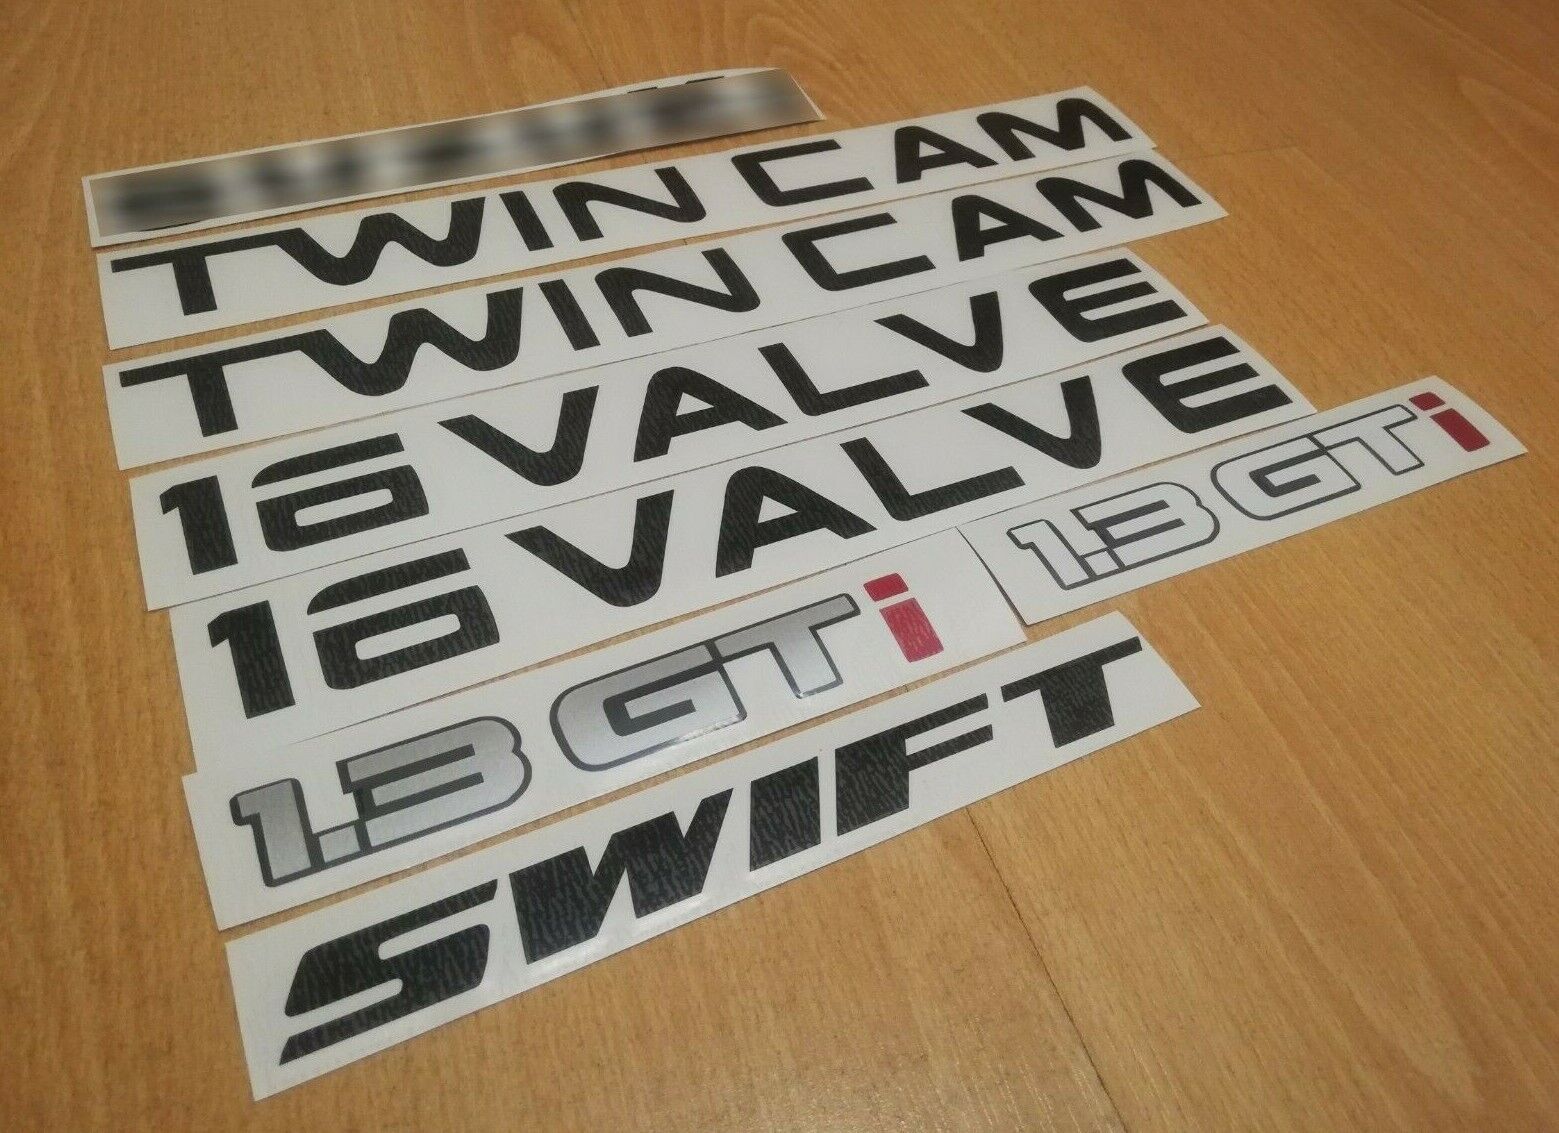 TWIN CAM
TWIN CAM
16 VALVE
16 VALVE
1.3 GTi
1.3 GTi
SWIFT